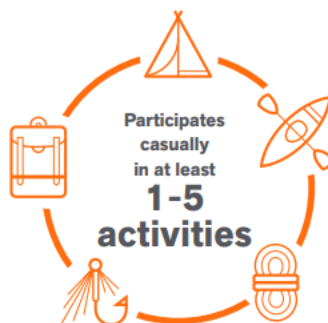 Participates
casually
in at least
1-5
activities